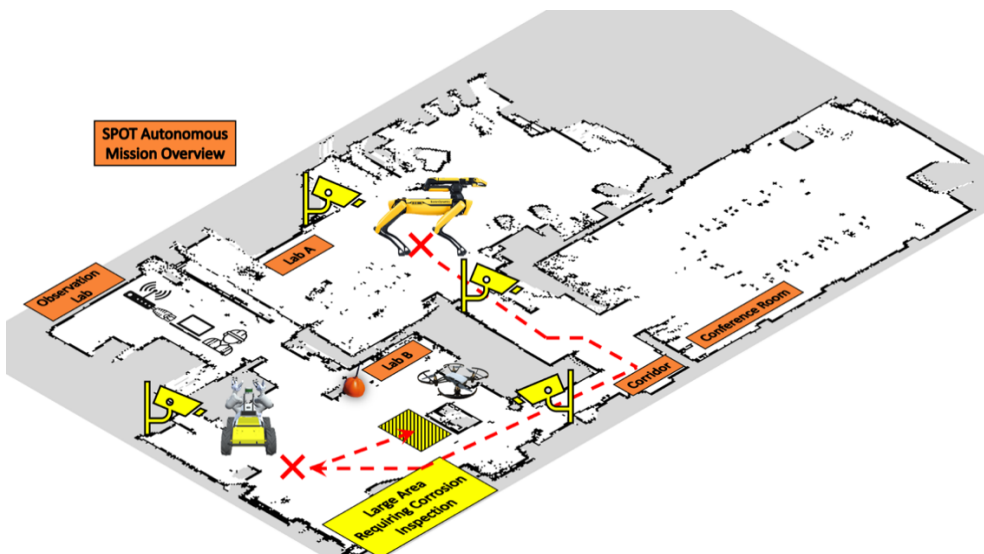 SPOT Autonomous
Mission Overview
Lab A
Observation
Lab
Lab B
Conference Room
Corridor
Large Area
Requiring Corrosion
Inspection